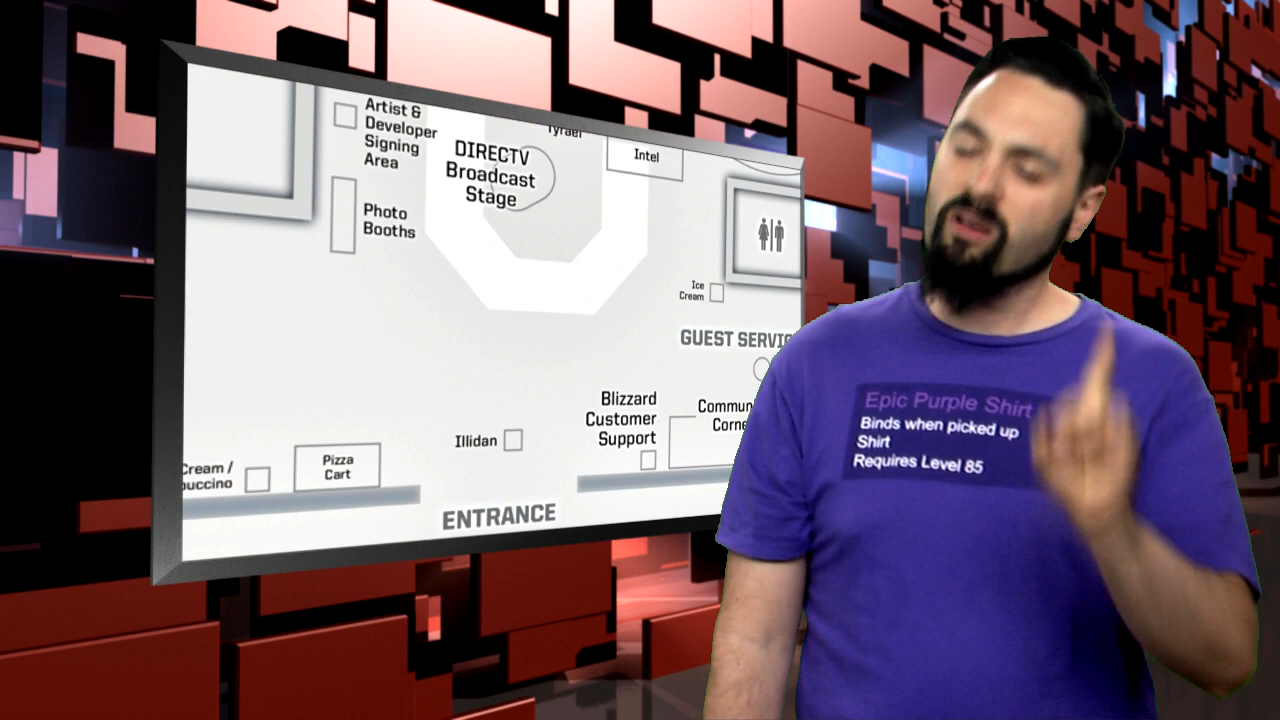 Artist &
Developer
Signing
Area
Photo
Booths
DIRECTV
Broadcast
Stage
Tyrael
Intel
Ice
Cream
GUEST SERVIC
Blizzard
Customer
Support
Commun
Corne
Illidan
Pizza
Cart
Cream /
puccino
ENTRANCE
Epic Purple Shirt
Binds when picked up
Shirt
Requires Level 85